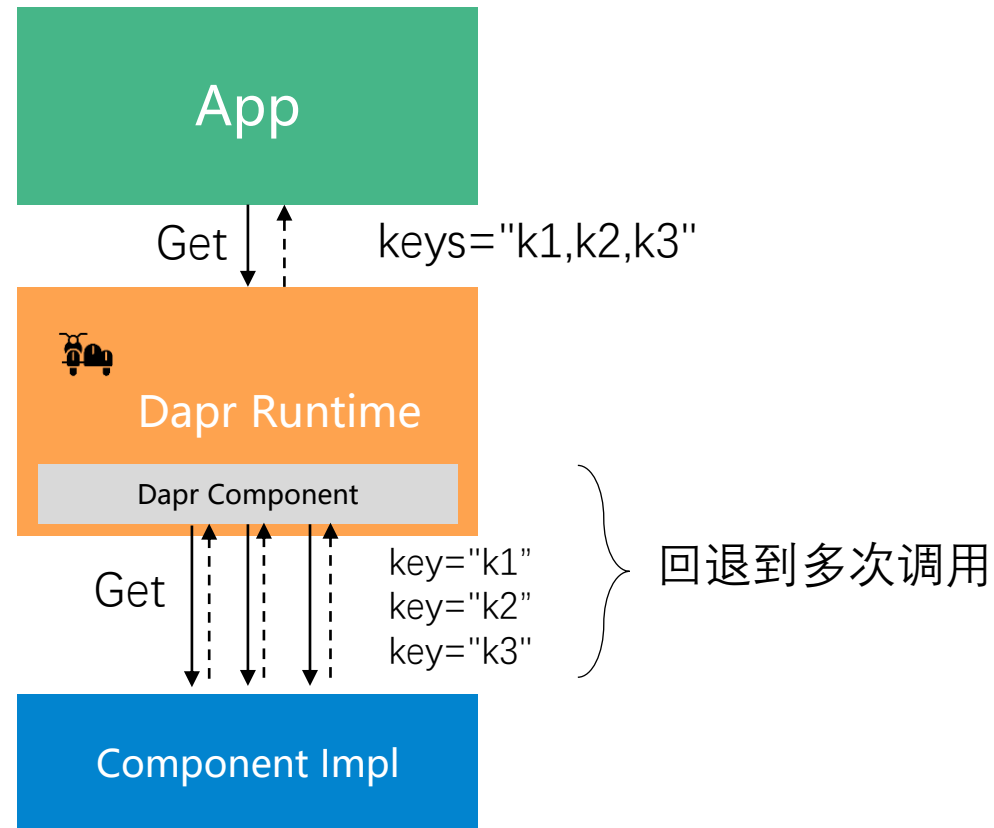 App
Get
keys="k1,k2,k3"
Dapr Runtime
Dapr Component
Get
key="k1”
key="k2”
key="k3"
回退到多次调用
Component Impl